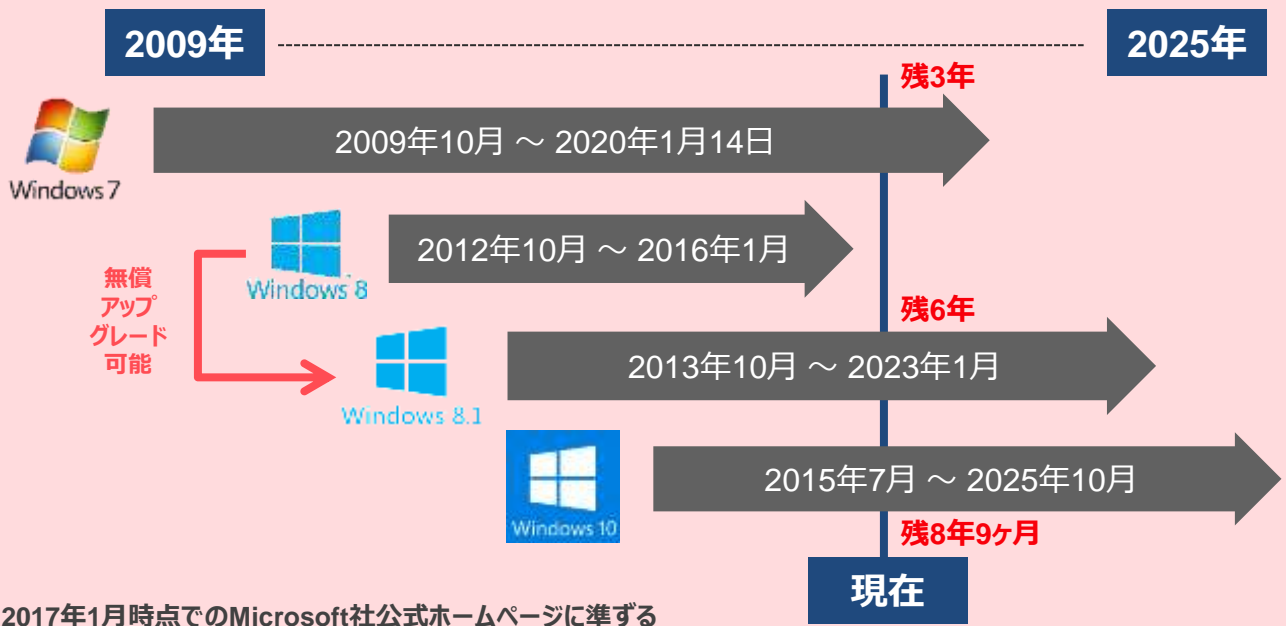 2009年
2025年
残3年
2009年10月 ～ 2020年1月14日
Windows 7
2012年10月 ～ 2016年1月
Windows 8
無償
アップ
グレード
可能
残6年
2013年10月 ～ 2023年1月
Windows 8.1
2015年7月 ～ 2025年10月
Windows 10
残8年9ヶ月
現在
2017年1月時点でのMicrosoft社公式ホームページに準ずる